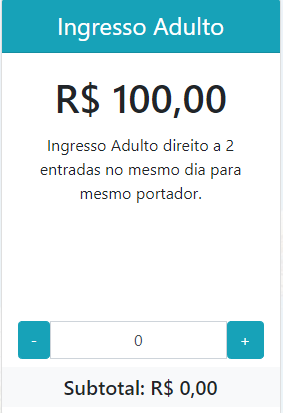 Ingresso Adulto
R$ 100,00
Ingresso Adulto direito a 2
entradas no mesmo dia para
mesmo portador.
- 0 +
Subtotal: R$ 0,00